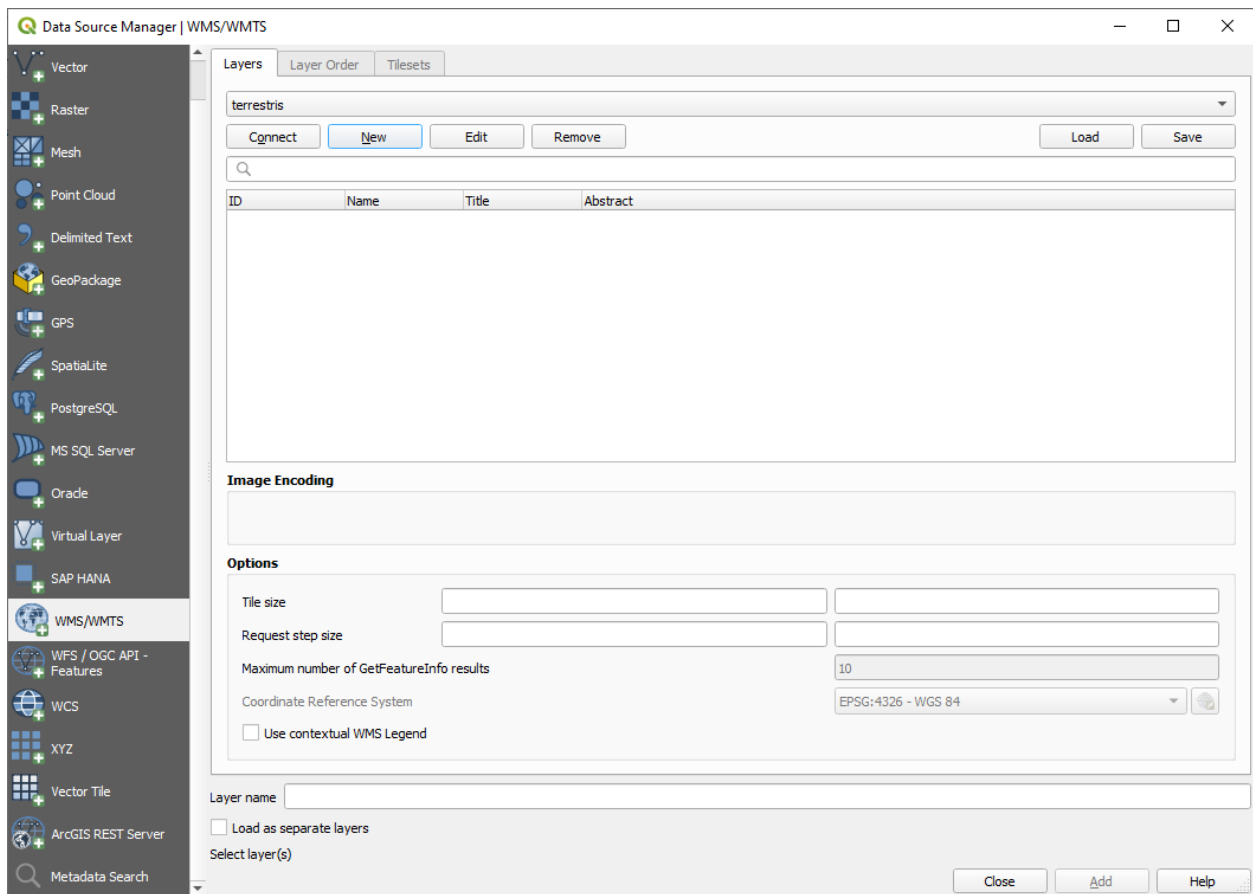 Data Source Manager | WMS/WMTS
Vector
Raster
Mesh
Point Cloud
Delimited Text
GeoPackage
GPS
SpatiaLite
PostgreSQL
MS SQL Server
Oracle
Virtual Layer
SAP HANA
WMS/WMTS
WFS / OGC API -
Features
WCS
XYZ
Vector Tile
ArcGIS REST Server
Metadata Search
Layers Layer Order Tilesets
terrestris
Connect New Edit Remove Load Save
ID Name Title Abstract
Image Encoding
Options
Tile size
Request step size
Maximum number of GetFeatureInfo results 10
Coordinate Reference System EPSG:4326 - WGS 84
Use contextual WMS Legend
Layer name
Load as separate layers
Select layer(s)
Close Add Help